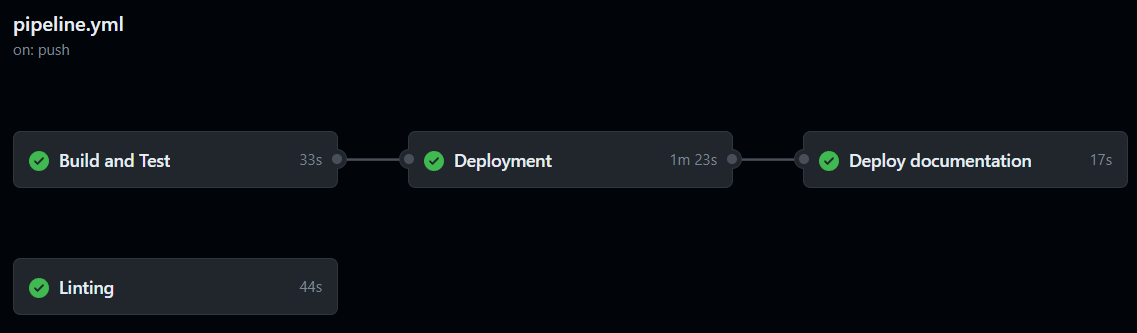 pipeline.yml
on: push
Build and Test 33s
Deployment 1m 23s
Deploy documentation 17s
Linting 44s